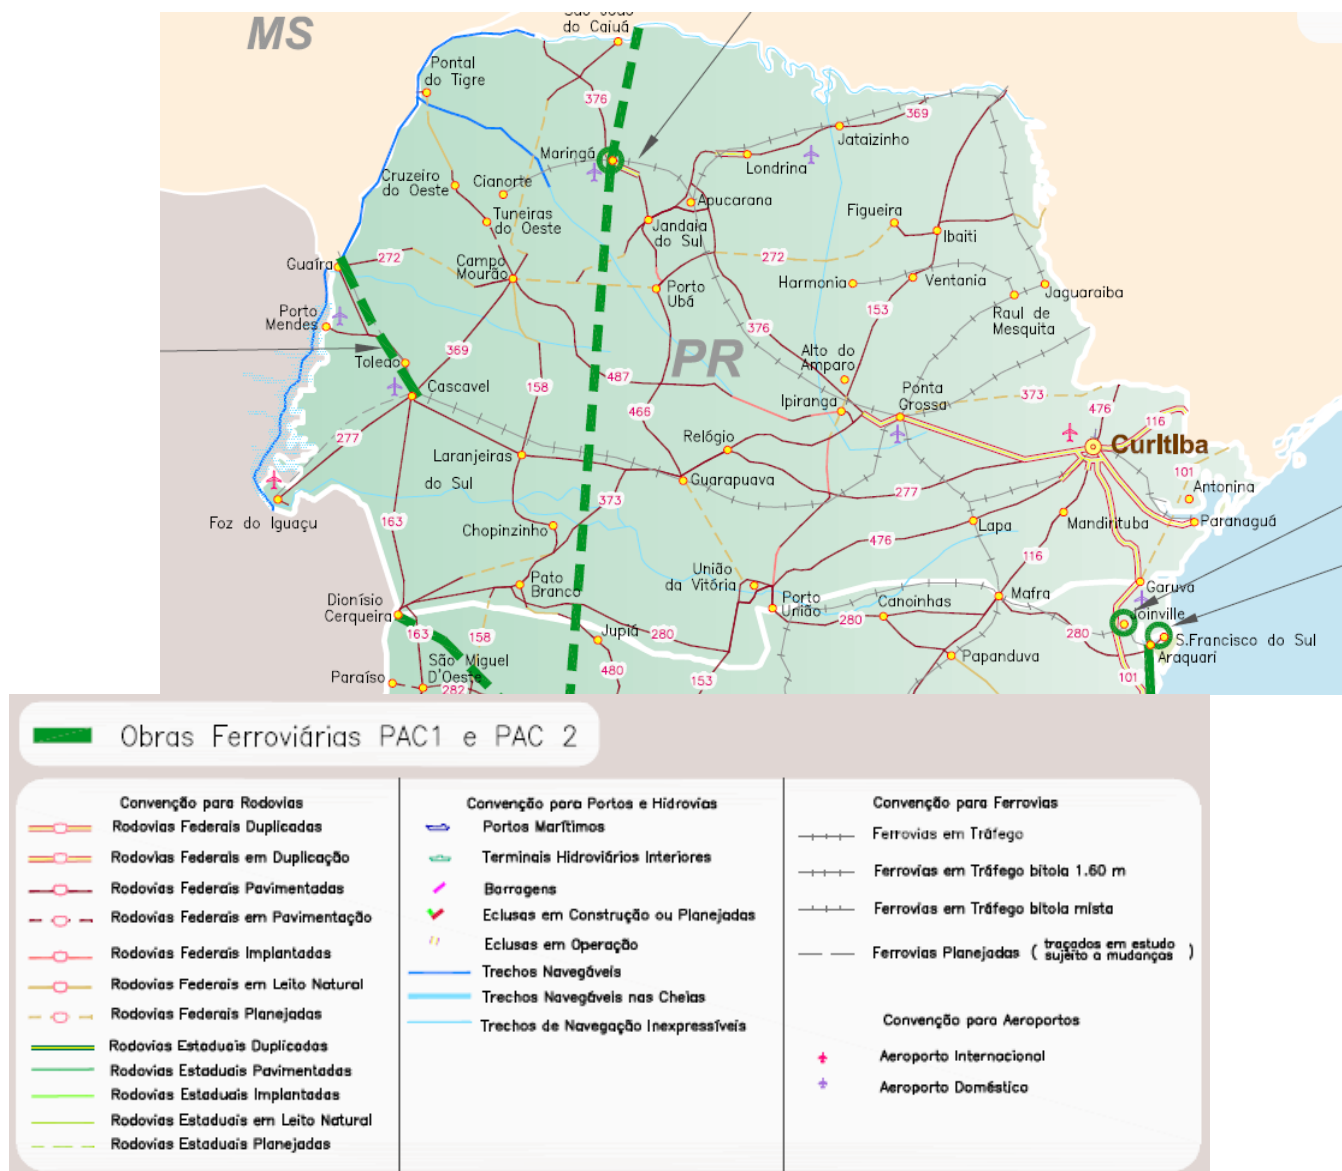 MS
São João
do Caiuá
Pontal
do Tigre
376
369
Jataizinho
Maringá
Londrina
Cruzeiro
do Oeste
Cianorte
Apucarana
Tuneiras
do Oeste
Jandaia
do Sul
Figueira
Ibaiti
Guaíra
272
Campo
Mourão
272
Porto
Ubá
Harmonia
Ventania
Jaguaraiba
Raul de
Mesquita
Porto
Mendes
153
376
PR
Toledo
369
Alto do
Amparo
487
158
Cascavel
Ponta
Grossa
373
476
116
Ipiranga
466
277
Relógio
Curitiba
Laranjeiras
do Sul
101
Guarapuava
277
Antonina
373
Foz do Iguaçu
163
Chopinzinho
Lapa
Mandirituba
Paranaguá
476
116
União
da Vitória
Pato
Branco
Garuva
Dionísio
Cerqueira
Porto
União
Canoinhas
Mafra
Joinville
163
158
Jupiá
280
280
280
S.Francisco do Sul
Araquari
São Miguel
D'Oeste
Papanduva
Paraíso
282
480
153
101
Obras Ferroviárias PAC1 e PAC 2
Convenção para Rodovias
Rodovias Federais Duplicadas
Rodovias Federais em Duplicação
Rodovias Federais Pavimentadas
Rodovias Federais em Pavimentação
Rodovias Federais Implantadas
Rodovias Federais em Leito Natural
Rodovias Federais Planejadas
Rodovias Estaduais Duplicadas
Rodovias Estaduais Pavimentadas
Rodovias Estaduais Implantadas
Rodovias Estaduais em Leito Natural
Rodovias Estaduais Planejadas
Convenção para Portos e Hidrovias
Portos Marítimos
Terminais Hidroviários Interiores
Barragens
Eclusas em Construção ou Planejadas
Eclusas em Operação
Trechos Navegáveis
Trechos Navegáveis nas Cheias
Trechos de Navegação Inexpressíveis
Convenção para Ferrovias
Ferrovias em Tráfego
Ferrovias em Tráfego bitola 1.60 m
Ferrovias em Tráfego bitola mista
Ferrovias Planejadas ( traçados em estudo
sujeito a mudanças )
Convenção para Aeroportos
Aeroporto Internacional
Aeroporto Doméstico